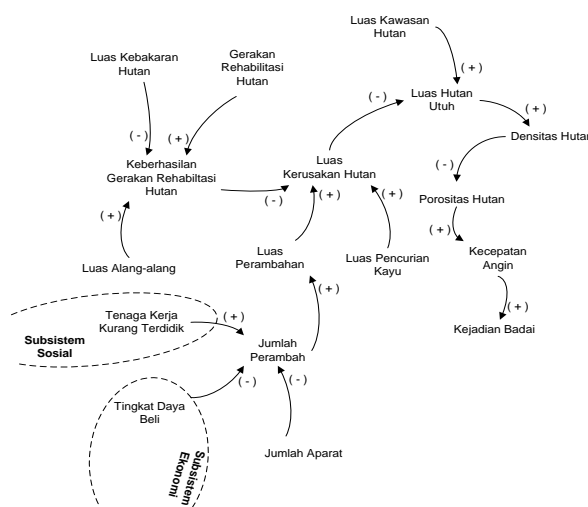 Luas Kawasan
Hutan
Luas Kebakaran
Hutan
Gerakan
Rehabilitasi
Hutan
(+)
(-)
Luas Hutan
Utuh
(+)
Densitas Hutan
(-)
(+)
Luas
Kerusakan Hutan
(-)
Keberhasilan
Gerakan Rehabiltasi
Hutan
(-)
(+)
(+)
Porositas Hutan
(+)
(+)
Luas
Perambahan
Luas Pencurian
Kayu
Kecepatan
Angin
Luas Alang-alang
(+)
(+)
Kejadian Badai
Tenaga Kerja
Kurang Terdidik
(+)
Subsistem
Sosial
Jumlah
Perambah
(-)
(-)
Tingkat Daya
Beli
Jumlah Aparat
Subsistem
Ekonomi